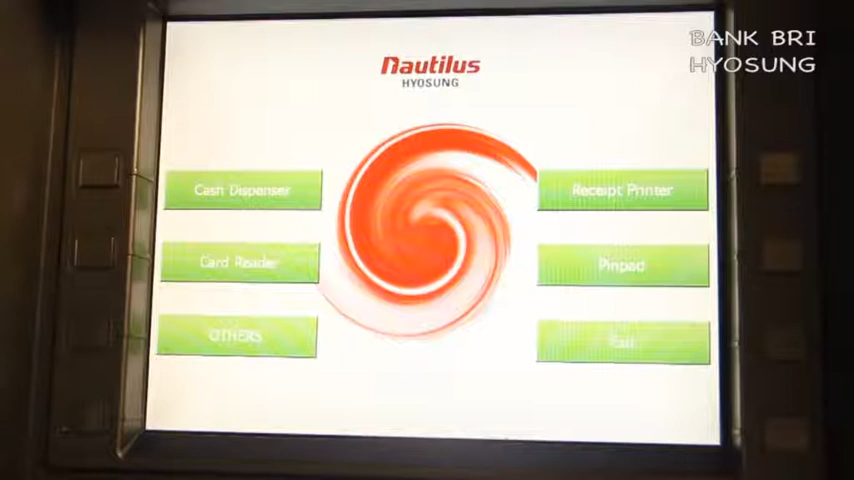 BANK BRI
HYOSUNG
Nautilus
HYOSUNG
Cash Dispenser
Receipt Printer
Card Reader
Pinpad
OTHERS
Exit